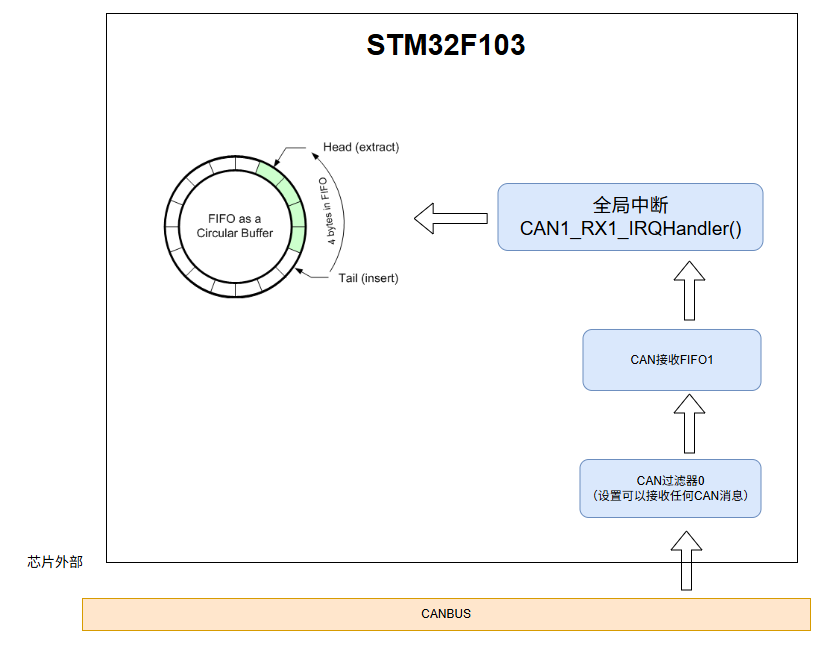 STM32F103
Head (extract)
4 bytes in FIFO
FIFO as a
Circular Buffer
Tail (insert)
全局中断
CAN1_RX1_IRQHandler()
CAN接收FIFO1
CAN过滤器0
（设置可以接收任何CAN消息）
芯片外部
CANBUS